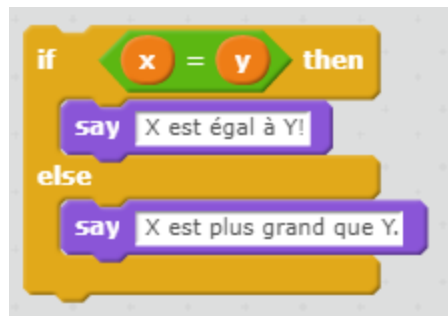 if x = y then
say X est égal à Y!
else
say X est plus grand que Y.